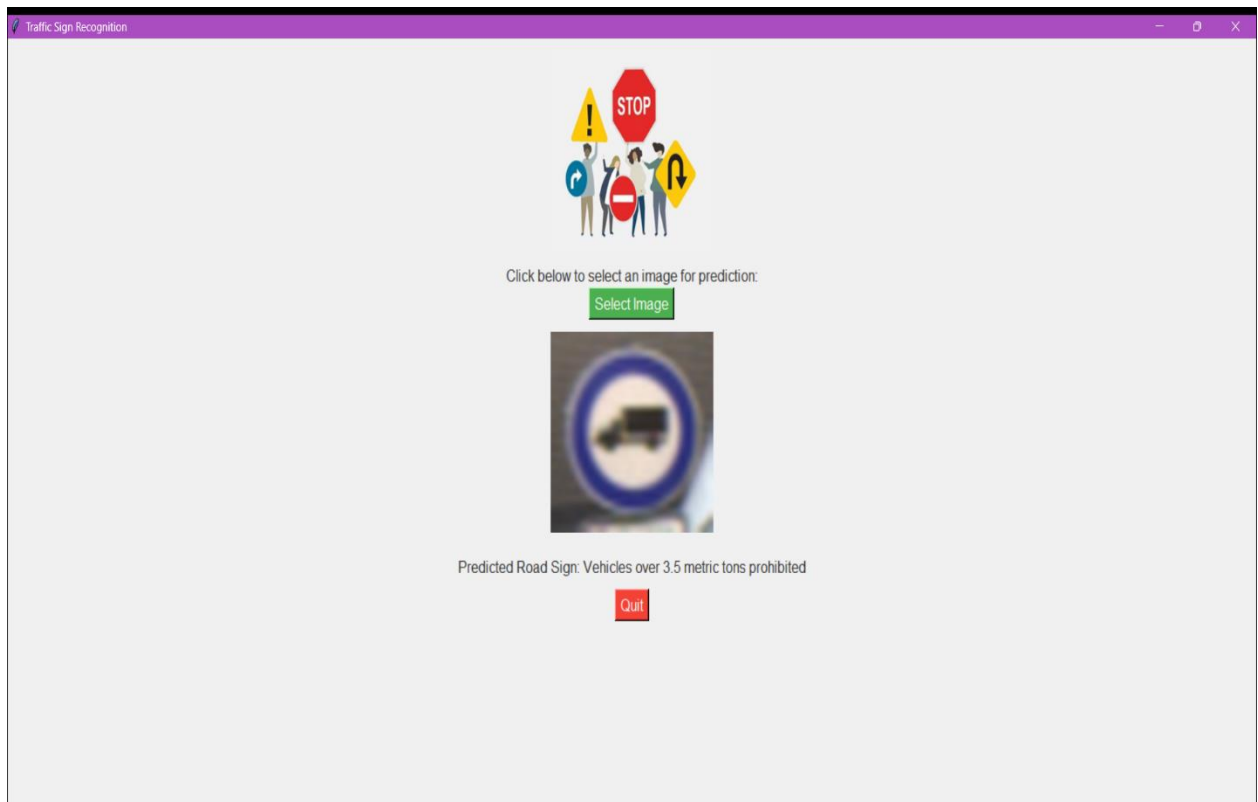 Traffic Sign Recognition
STOP
!
Click below to select an image for prediction:
Select Image
Predicted Road Sign: Vehicles over 3.5 metric tons prohibited
Quit